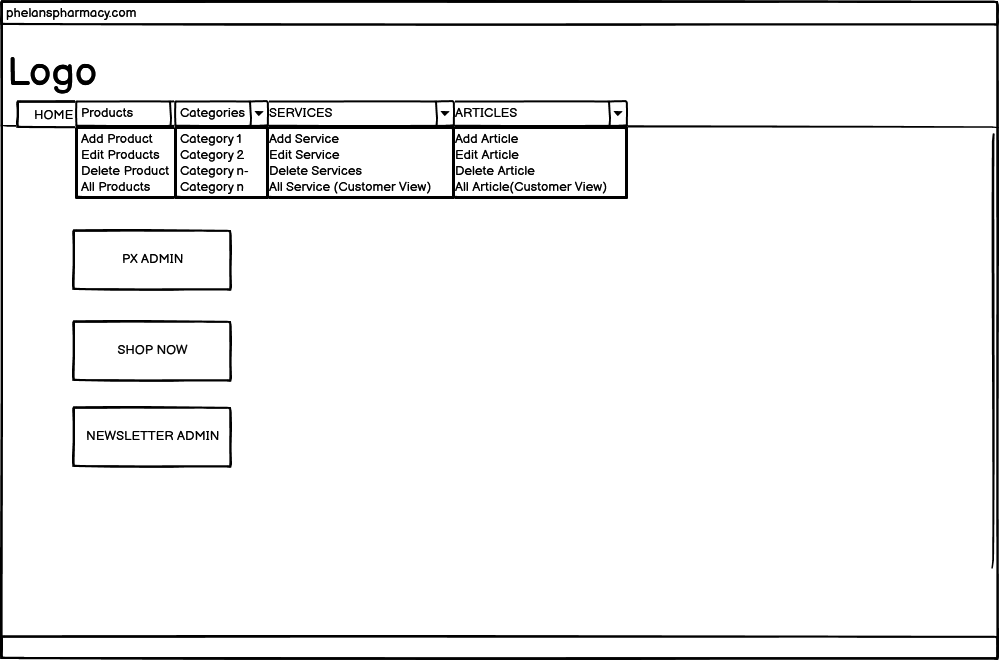 phelanspharmacy.com
Logo
HOME Products Categories SERVICES ARTICLES
Add Product Category 1 Add Service Add Article
Edit Products Category 2 Edit Service Edit Article
Delete Product Category n- Delete Services Delete Article
All Products Category n All Service (Customer View) All Article(Customer View)
PX ADMIN
SHOP NOW
NEWSLETTER ADMIN